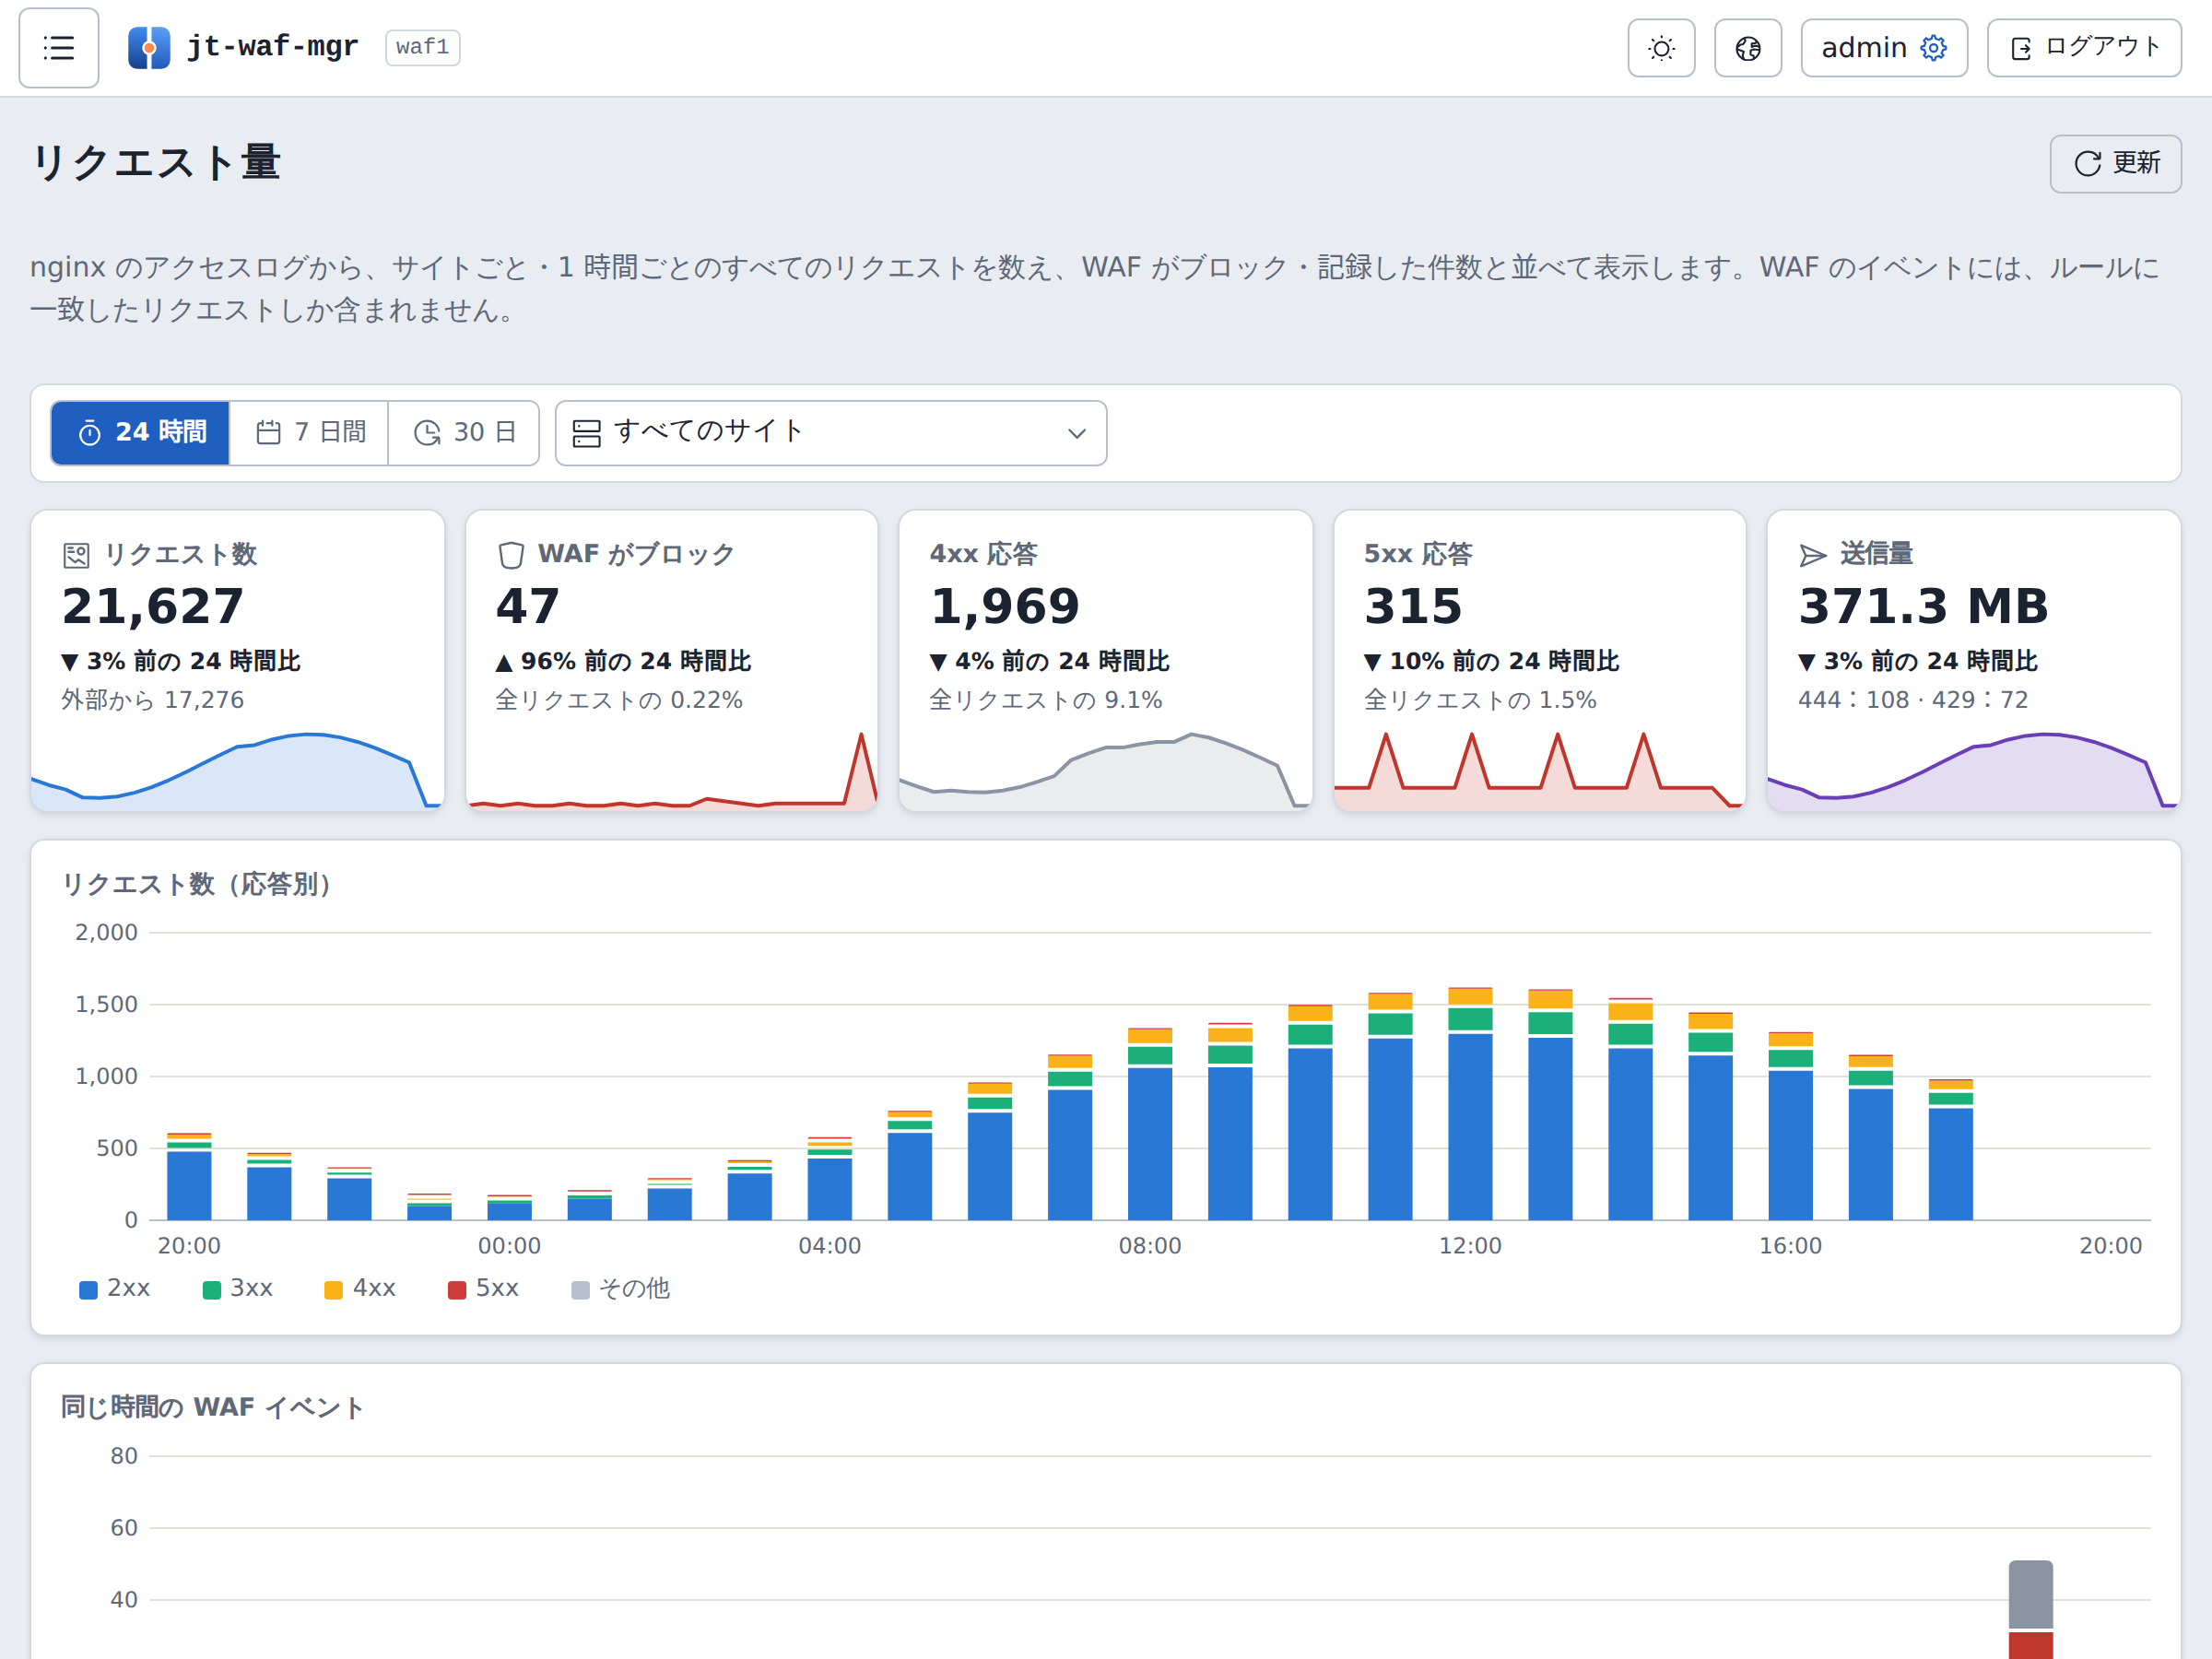 jt-waf-mgr
waf1
admin
ログアウト
リクエスト量
更新
nginx のアクセスログから、サイトごと・1 時間ごとのすべてのリクエストを数え、WAF がブロック・記録した件数と並べて表示します。WAF のイベントには、ルールに
一致したリクエストしか含まれません。
24 時間
7 日間
30 日
すべてのサイト
リクエスト数
21,627
▼ 3% 前の 24 時間比
外部から 17,276
WAF がブロック
47
▲ 96% 前の 24 時間比
全リクエストの 0.22%
4xx 応答
1,969
▼ 4% 前の 24 時間比
全リクエストの 9.1%
5xx 応答
315
▼ 10% 前の 24 時間比
全リクエストの 1.5%
送信量
371.3 MB
▼ 3% 前の 24 時間比
444：108 · 429：72
リクエスト数（応答別）
2,000
1,500
1,000
500
0
20:00 00:00 04:00 08:00 12:00 16:00 20:00
2xx 3xx 4xx 5xx その他
同じ時間の WAF イベント
80
60
40